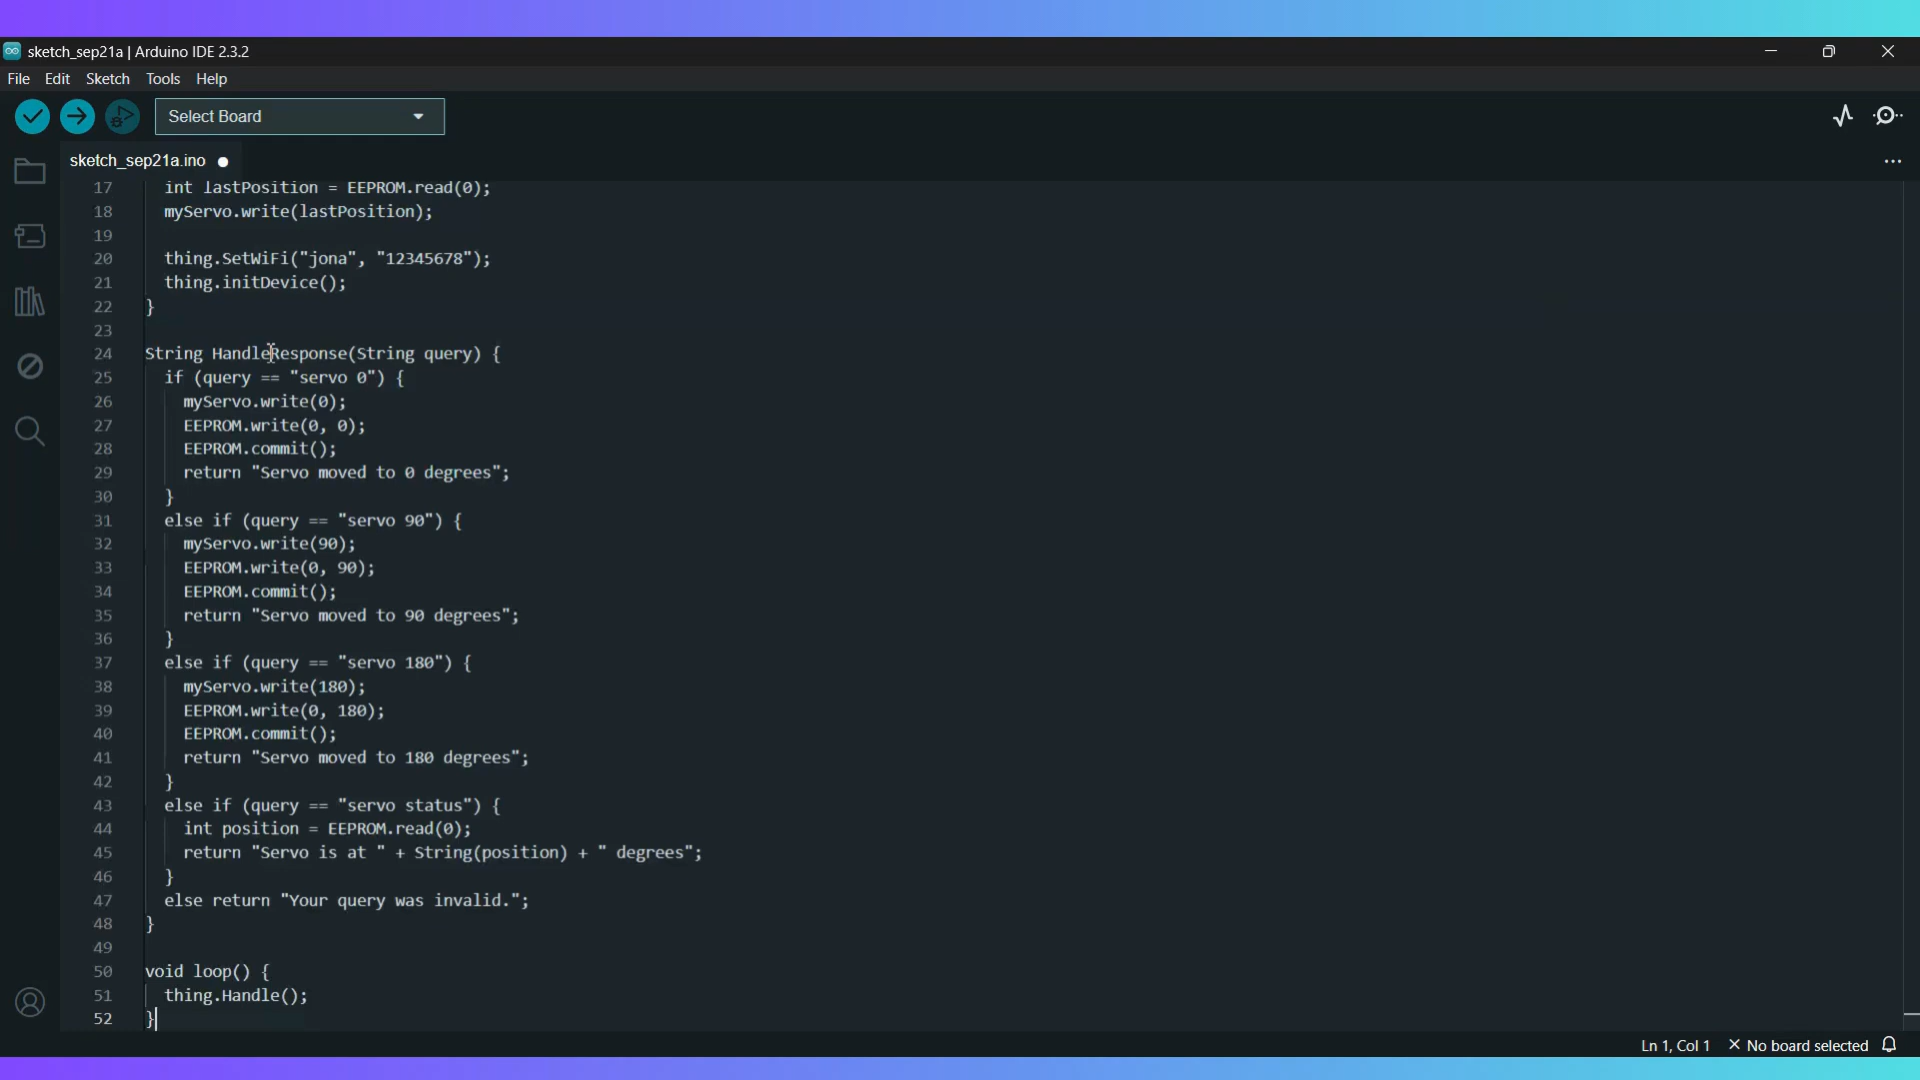 sketch_sep21a | Arduino IDE 2.3.2
File Edit Sketch Tools Help
Select Board
sketch_sep21a.ino
17 int lastPosition = EEPROM.read(0);
18 myServo.write(lastPosition);
19
20 thing.SetWiFi("jona", "12345678");
21 thing.initDevice();
22 }
23
24 String HandleResponse(String query) {
25 if (query == "servo 0") {
26 myServo.write(0);
27 EEPROM.write(0, 0);
28 EEPROM.commit();
29 return "Servo moved to 0 degrees";
30 }
31 else if (query == "servo 90") {
32 myServo.write(90);
33 EEPROM.write(0, 90);
34 EEPROM.commit();
35 return "Servo moved to 90 degrees";
36 }
37 else if (query == "servo 180") {
38 myServo.write(180);
39 EEPROM.write(0, 180);
40 EEPROM.commit();
41 return "Servo moved to 180 degrees";
42 }
43 else if (query == "servo status") {
44 int position = EEPROM.read(0);
45 return "Servo is at " + String(position) + " degrees";
46 }
47 else return "Your query was invalid.";
48 }
49
50 void loop() {
51 thing.Handle();
52 }
Ln 1, Col 1 No board selected